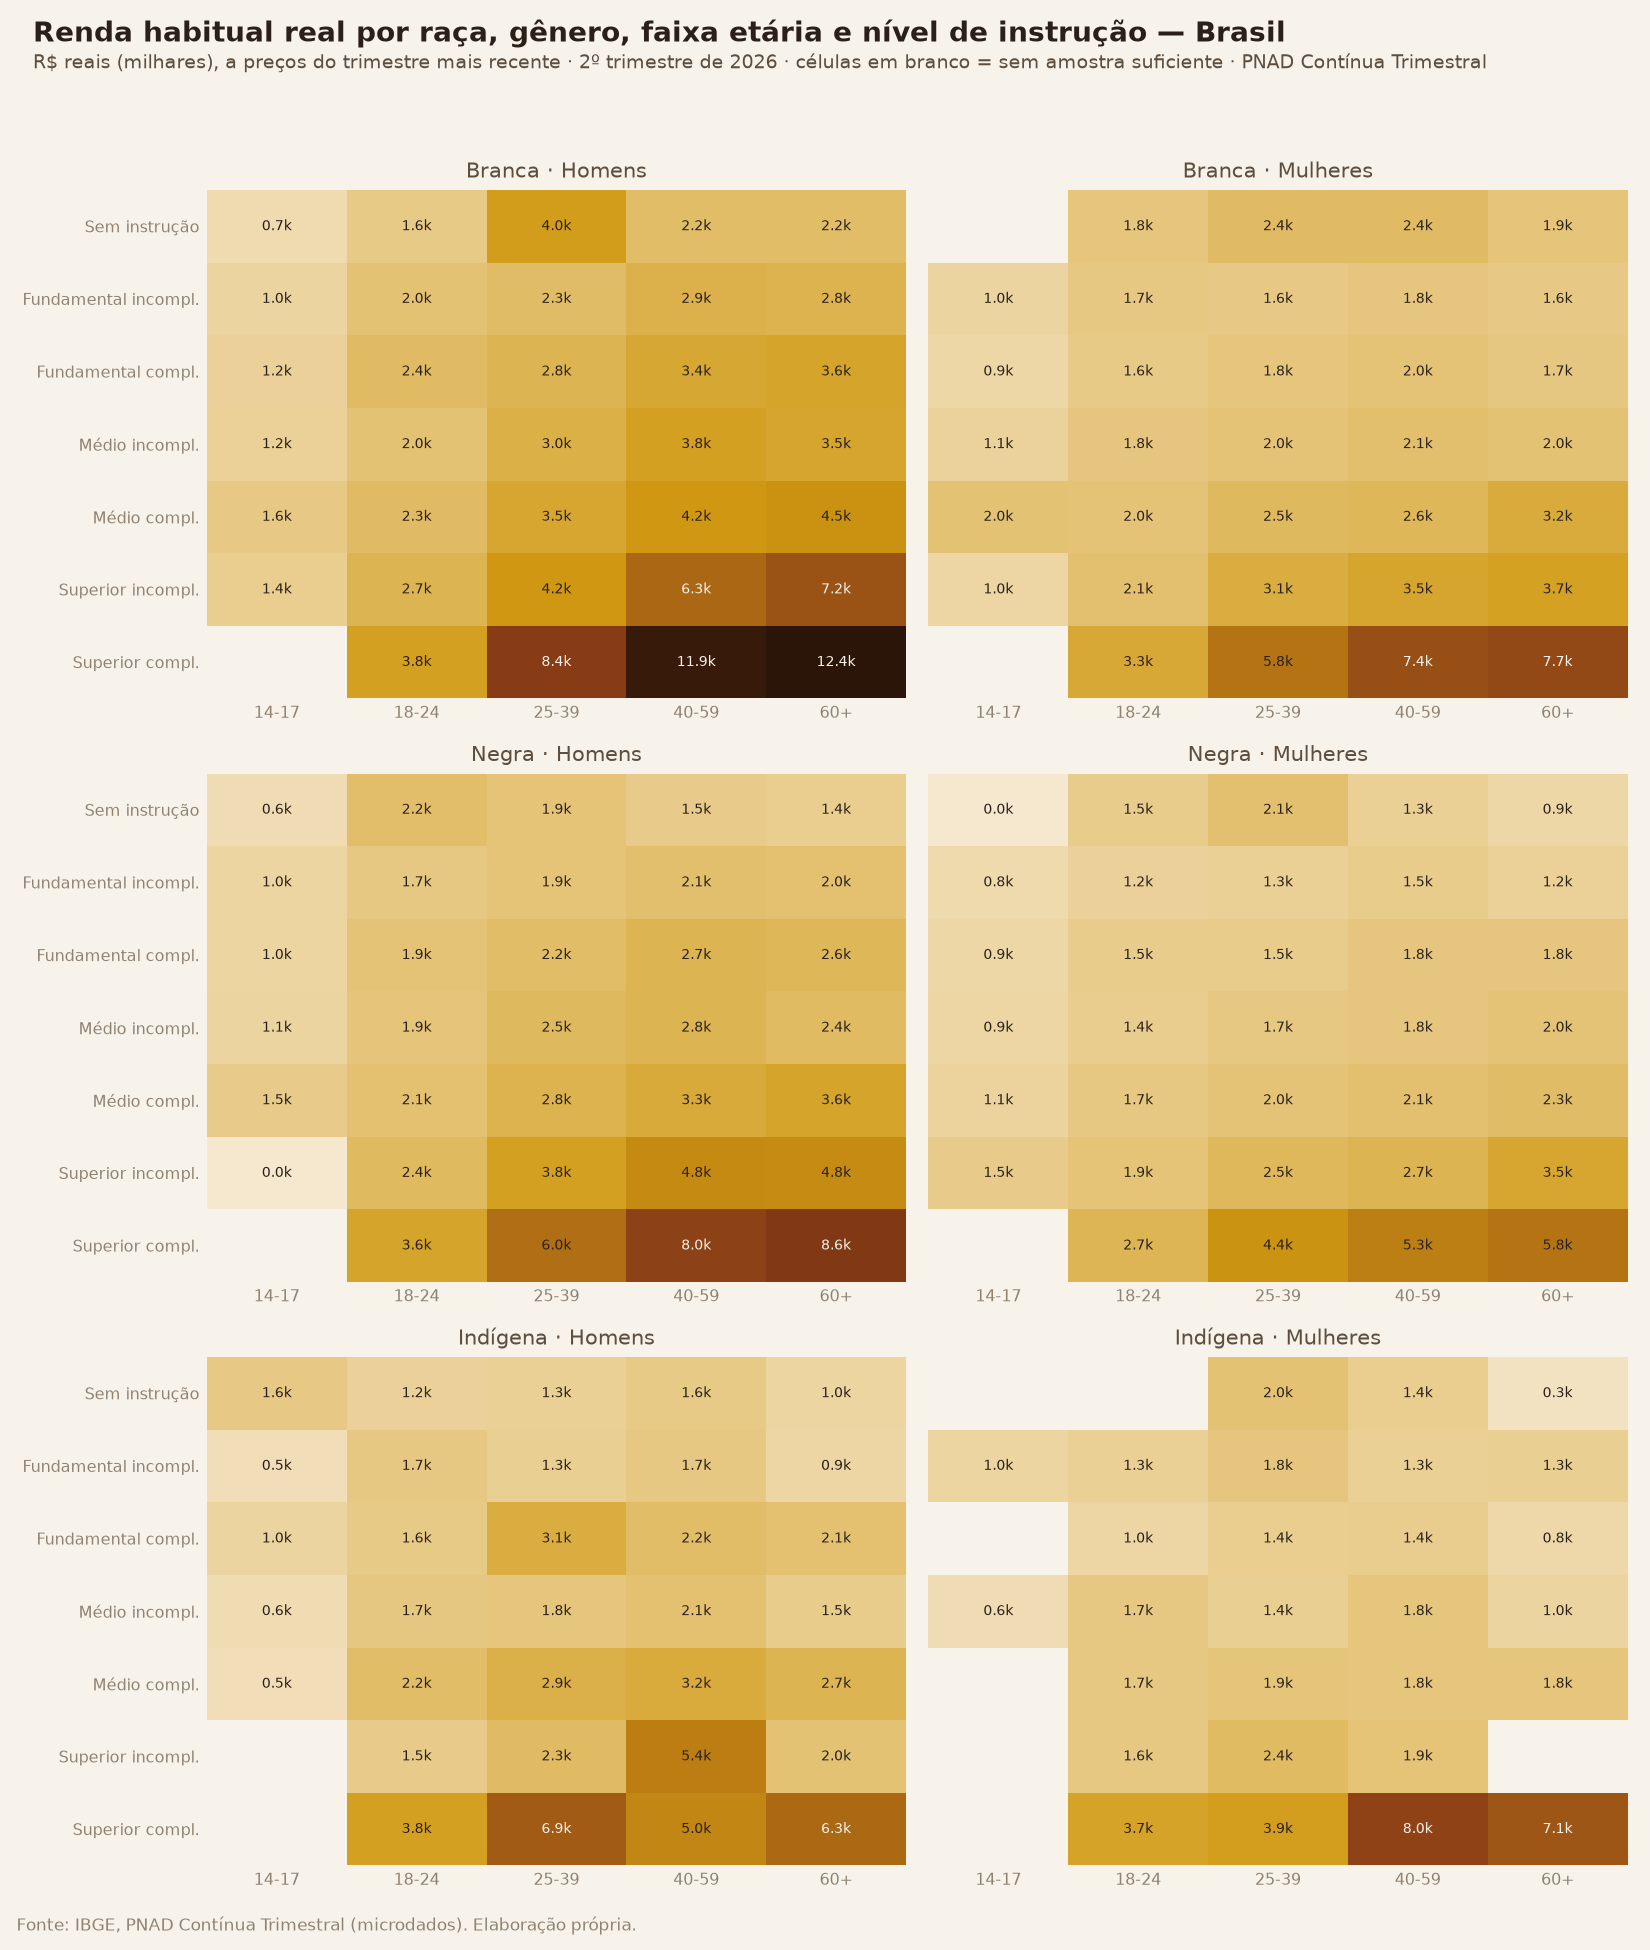 Renda habitual real por raça, gênero, faixa etária e nível de instrução — Brasil
R$ reais (milhares), a preços do trimestre mais recente · 2º trimestre de 2026 · células em branco = sem amostra suficiente · PNAD Contínua Trimestral
Branca · Homens
Branca · Mulheres
Sem instrução 0.7k 1.6k 4.0k 2.2k 2.2k 1.8k 2.4k 2.4k 1.9k
Fundamental incompl. 1.0k 2.0k 2.3k 2.9k 2.8k 1.0k 1.7k 1.6k 1.8k 1.6k
Fundamental compl. 1.2k 2.4k 2.8k 3.4k 3.6k 0.9k 1.6k 1.8k 2.0k 1.7k
Médio incompl. 1.2k 2.0k 3.0k 3.8k 3.5k 1.1k 1.8k 2.0k 2.1k 2.0k
Médio compl. 1.6k 2.3k 3.5k 4.2k 4.5k 2.0k 2.0k 2.5k 2.6k 3.2k
Superior incompl. 1.4k 2.7k 4.2k 6.3k 7.2k 1.0k 2.1k 3.1k 3.5k 3.7k
Superior compl. 3.8k 8.4k 11.9k 12.4k 3.3k 5.8k 7.4k 7.7k
14-17 18-24 25-39 40-59 60+ 14-17 18-24 25-39 40-59 60+
Negra · Homens
Negra · Mulheres
Sem instrução 0.6k 2.2k 1.9k 1.5k 1.4k 0.0k 1.5k 2.1k 1.3k 0.9k
Fundamental incompl. 1.0k 1.7k 1.9k 2.1k 2.0k 0.8k 1.2k 1.3k 1.5k 1.2k
Fundamental compl. 1.0k 1.9k 2.2k 2.7k 2.6k 0.9k 1.5k 1.5k 1.8k 1.8k
Médio incompl. 1.1k 1.9k 2.5k 2.8k 2.4k 0.9k 1.4k 1.7k 1.8k 2.0k
Médio compl. 1.5k 2.1k 2.8k 3.3k 3.6k 1.1k 1.7k 2.0k 2.1k 2.3k
Superior incompl. 0.0k 2.4k 3.8k 4.8k 4.8k 1.5k 1.9k 2.5k 2.7k 3.5k
Superior compl. 3.6k 6.0k 8.0k 8.6k 2.7k 4.4k 5.3k 5.8k
14-17 18-24 25-39 40-59 60+ 14-17 18-24 25-39 40-59 60+
Indígena · Homens
Indígena · Mulheres
Sem instrução 1.6k 1.2k 1.3k 1.6k 1.0k 2.0k 1.4k 0.3k
Fundamental incompl. 0.5k 1.7k 1.3k 1.7k 0.9k 1.0k 1.3k 1.8k 1.3k 1.3k
Fundamental compl. 1.0k 1.6k 3.1k 2.2k 2.1k 1.0k 1.4k 1.4k 0.8k
Médio incompl. 0.6k 1.7k 1.8k 2.1k 1.5k 0.6k 1.7k 1.4k 1.8k 1.0k
Médio compl. 0.5k 2.2k 2.9k 3.2k 2.7k 1.7k 1.9k 1.8k 1.8k
Superior incompl. 1.5k 2.3k 5.4k 2.0k 1.6k 2.4k 1.9k
Superior compl. 3.8k 6.9k 5.0k 6.3k 3.7k 3.9k 8.0k 7.1k
14-17 18-24 25-39 40-59 60+ 14-17 18-24 25-39 40-59 60+
Fonte: IBGE, PNAD Contínua Trimestral (microdados). Elaboração própria.